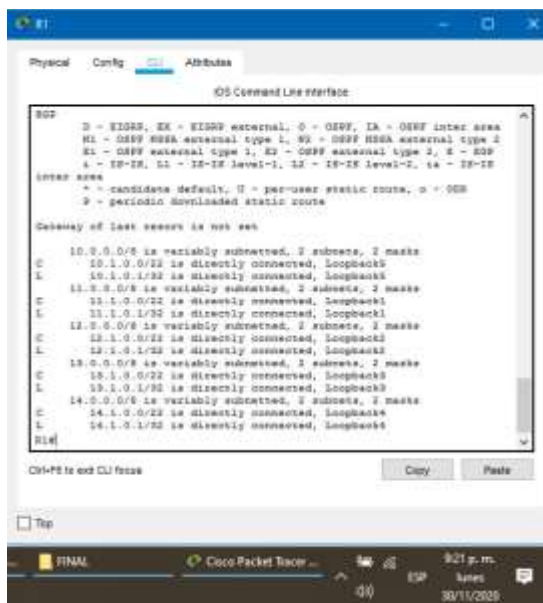 R1
Physical Config CLI Attributes
IOS Command Line Interface
BGP
D - EIGRP, EX - EIGRP external, O - OSPF, IA - OSPF inter area
N1 - OSPF NSSA external type 1, N2 - OSPF NSSA external type 2
E1 - OSPF external type 1, E2 - OSPF external type 2, E - EGP
i - IS-IS, L1 - IS-IS level-1, L2 - IS-IS level-2, ia - IS-IS
inter area
* - candidate default, U - per-user static route, o - ODR
P - periodic downloaded static route
Gateway of last resort is not set
10.0.0.0/8 is variably subnetted, 2 subnets, 2 masks
C 10.1.0.0/22 is directly connected,
L 10.1.0.1/32 is directly connected,
11.0.0.0/8 is variably subnetted, 2 subnets, 2 masks
C 11.1.0.0/22 is directly connected, Loopback1
L 11.1.0.1/32 is directly connected, Loopback1
12.0.0.0/8 is variably subnetted, 2 subnets, 2 masks
C 12.1.0.0/22 is directly connected, Loopback2
L 12.1.0.1/32 is directly connected, Loopback2
13.0.0.0/8 is variably subnetted, 2 subnets, 2 masks
C 13.1.0.0/22 is directly connected, Loopback3
L 13.1.0.1/32 is directly connected, Loopback3
14.0.0.0/8 is variably subnetted, 2 subnets, 2 masks
C 14.1.0.0/22 is directly connected, Loopback4
L 14.1.0.1/32 is directly connected, Loopback4
R1#
Ctrl+F6 to exit CLI focus
Copy Paste
Top
FINAL Cisco Packet Tracer ... ESP 9:21 p. m.
lunes
30/11/2020